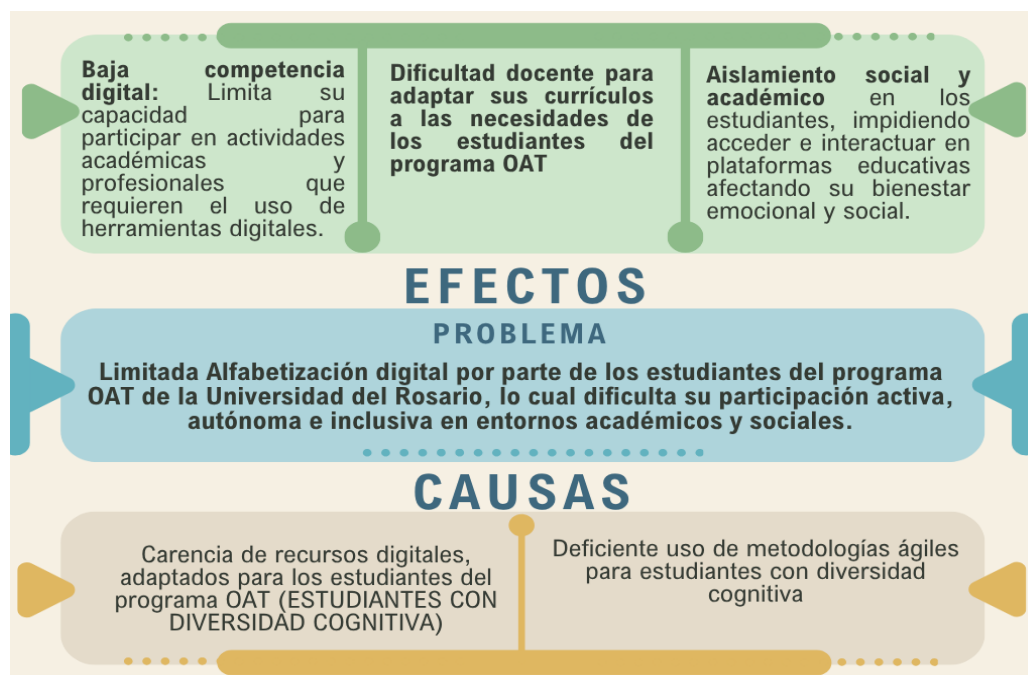 Baja competencia
digital: Limita su
capacidad para
participar en actividades
académicas y
profesionales que
requieren el uso de
herramientas digitales.
Dificultad docente para
adaptar sus currículos
a las necesidades de
los estudiantes del
programa OAT
Aislamiento social y
académico en los
estudiantes, impidiendo
acceder e interactuar en
plataformas educativas
afectando su bienestar
emocional y social.
EFECTOS
PROBLEMA
Limitada Alfabetización digital por parte de los estudiantes del programa
OAT de la Universidad del Rosario, lo cual dificulta su participación activa,
autónoma e inclusiva en entornos académicos y sociales.
CAUSAS
Carencia de recursos digitales,
adaptados para los estudiantes del
programa OAT (ESTUDIANTES CON
DIVERSIDAD COGNITIVA)
Deficiente uso de metodologías ágiles
para estudiantes con diversidad
cognitiva